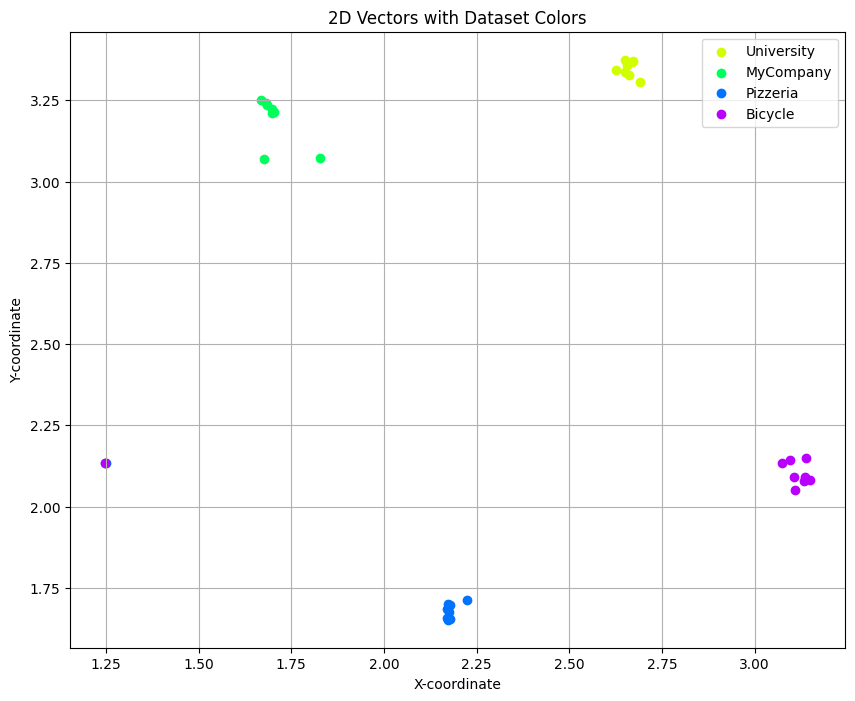 2D Vectors with Dataset Colors
University
MyCompany
Pizzeria
Bicycle
3.25
3.00
2.75
2.50
2.25
2.00
1.75
Y-coordinate
1.25 1.50 1.75 2.00 2.25 2.50 2.75 3.00
X-coordinate